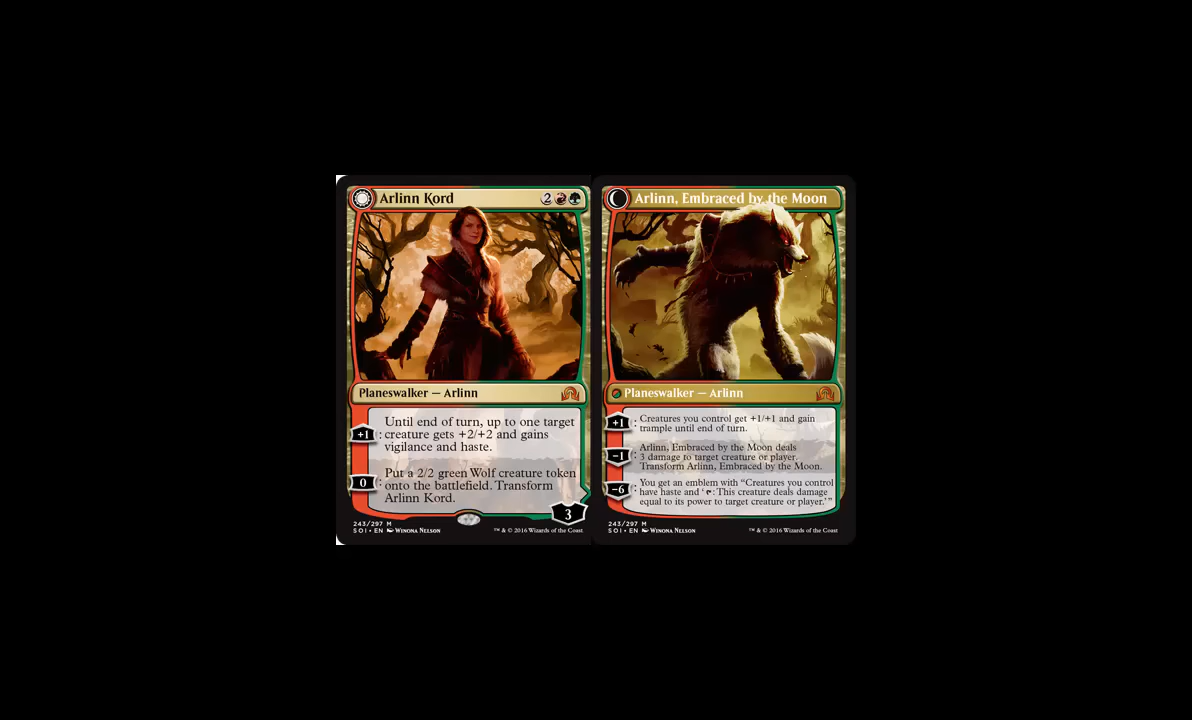 Arlinn Kord
2
Planeswalker — Arlinn
+1: Until end of turn, up to one target
creature gets +2/+2 and gains
vigilance and haste.
0: Put a 2/2 green Wolf creature token
onto the battlefield. Transform
Arlinn Kord.
3
243/297 M
SOI • EN Winona Nelson
™ & © 2016 Wizards of the Coast
Arlinn, Embraced by the Moon
Planeswalker — Arlinn
+1: Creatures you control get +1/+1 and gain
trample until end of turn.
−1: Arlinn, Embraced by the Moon deals
3 damage to target creature or player.
Transform Arlinn, Embraced by the Moon.
−6: You get an emblem with “Creatures you control
have haste and ‘: This creature deals damage
equal to its power to target creature or player.’”
243/297 M
SOI • EN Winona Nelson
™ & © 2016 Wizards of the Coast